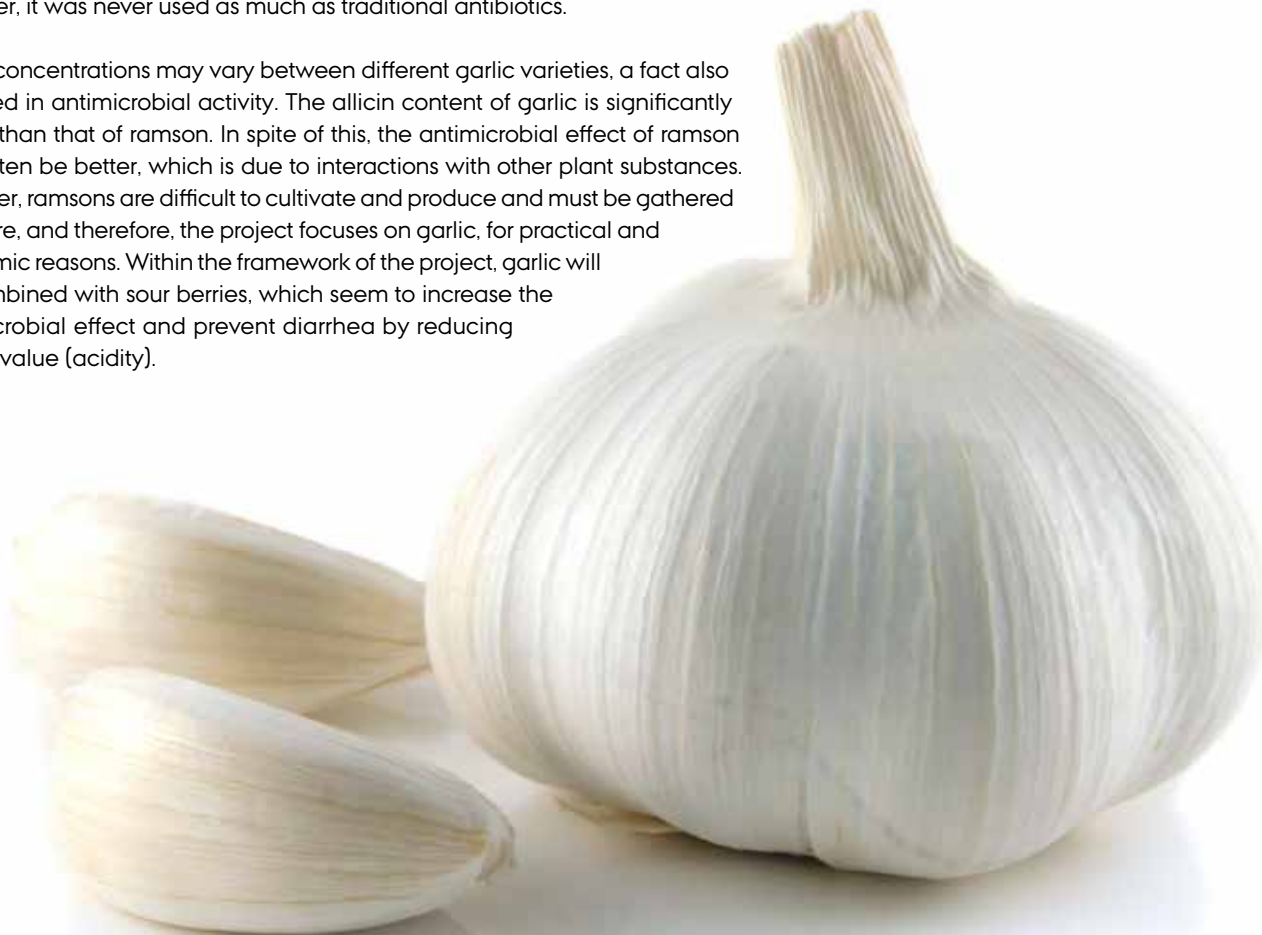 er, it was never used as much as traditional antibiotics.
concentrations may vary between different garlic varieties, a fact also
ed in antimicrobial activity. The allicin content of garlic is significantly
than that of ramson. In spite of this, the antimicrobial effect of ramson
ten be better, which is due to interactions with other plant substances.
er, ramsons are difficult to cultivate and produce and must be gathered
re, and therefore, the project focuses on garlic, for practical and
mic reasons. Within the framework of the project, garlic will
mbined with sour berries, which seem to increase the
crobial effect and prevent diarrhea by reducing
value (acidity).